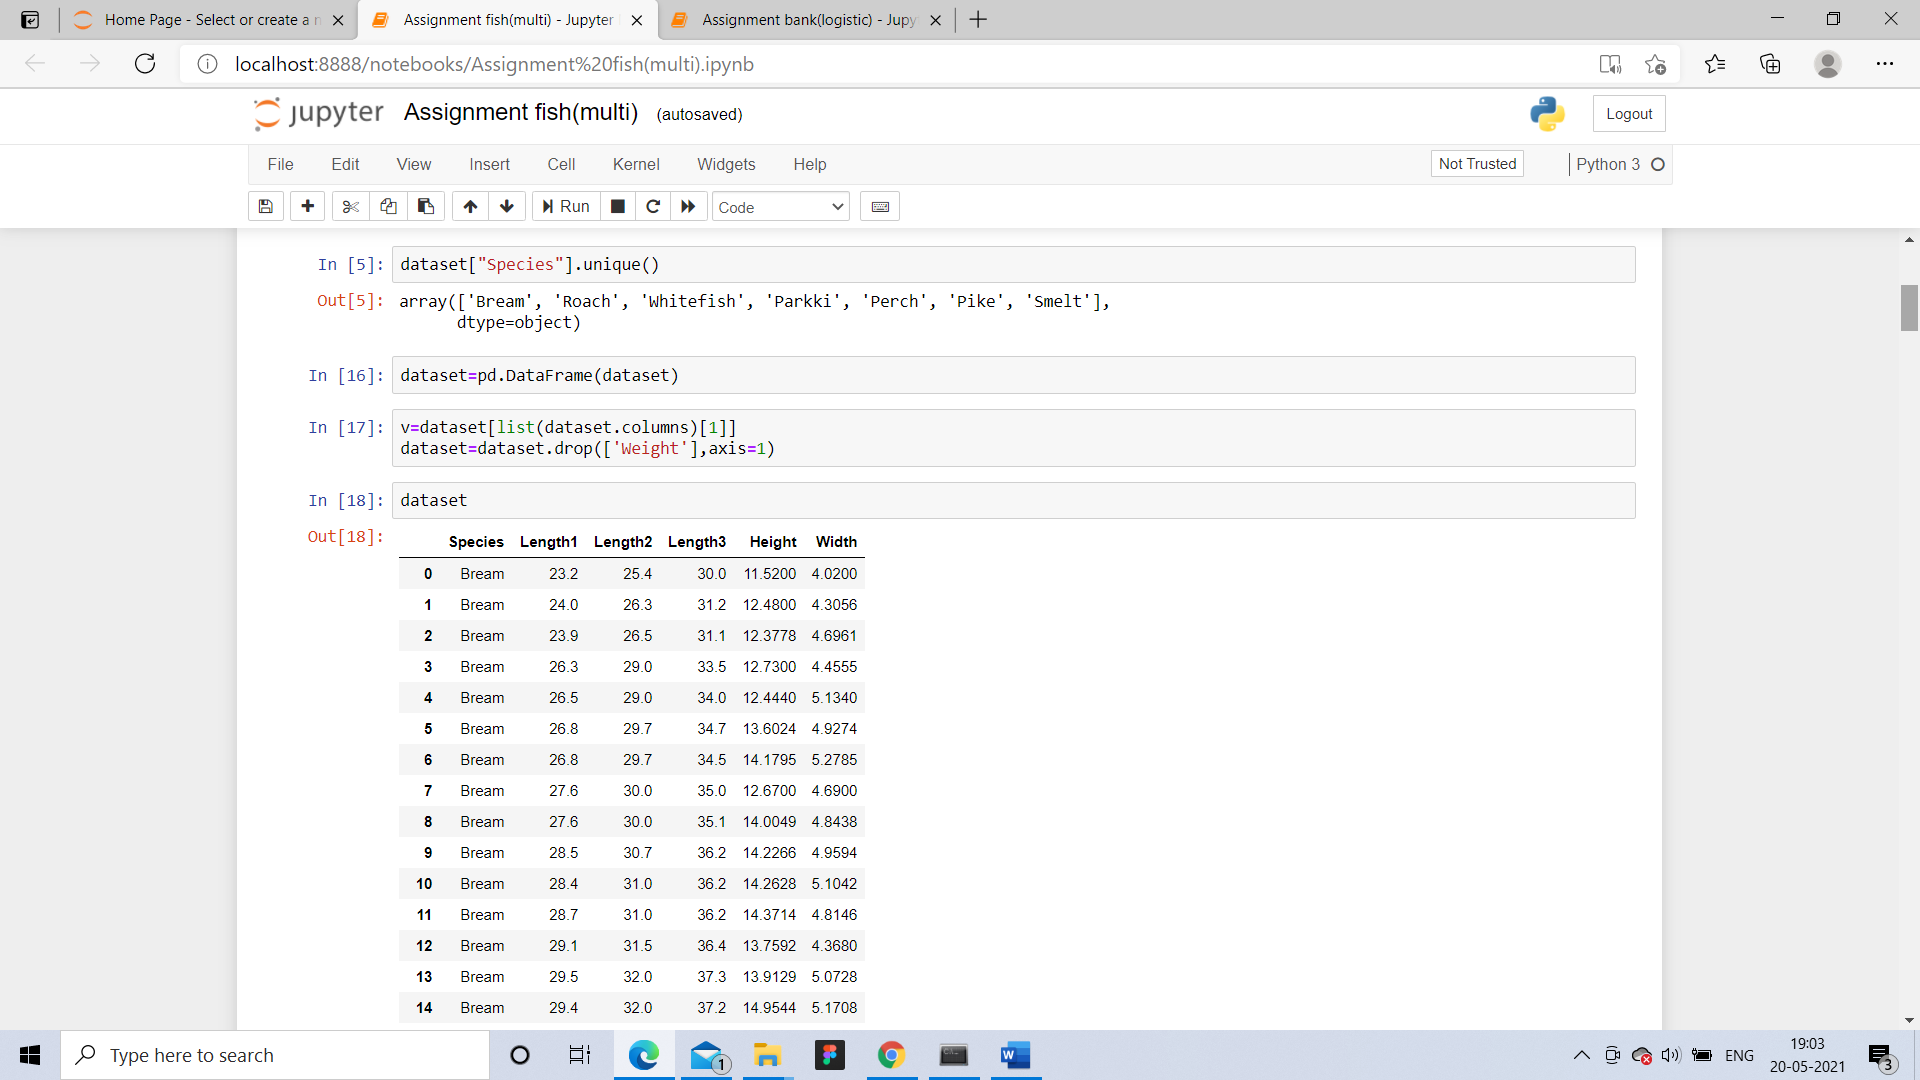 Home Page - Select or create a n
Assignment fish(multi) - Jupyter
Assignment bank(logistic) - Jupy
localhost:8888/notebooks/Assignment%20fish(multi).ipynb
jupyter Assignment fish(multi) (autosaved)
Logout
File Edit View Insert Cell Kernel Widgets Help
Not Trusted
Python 3
Run
Code
In [5]: dataset["Species"].unique()
Out[5]: array(['Bream', 'Roach', 'Whitefish', 'Parkki', 'Perch', 'Pike', 'Smelt'],
dtype=object)
In [16]: dataset=pd.DataFrame(dataset)
In [17]: v=dataset[list(dataset.columns)[1]]
dataset=dataset.drop(['Weight'],axis=1)
In [18]: dataset
Out[18]:
Species Length1 Length2 Length3 Height Width
0 Bream 23.2 25.4 30.0 11.5200 4.0200
1 Bream 24.0 26.3 31.2 12.4800 4.3056
2 Bream 23.9 26.5 31.1 12.3778 4.6961
3 Bream 26.3 29.0 33.5 12.7300 4.4555
4 Bream 26.5 29.0 34.0 12.4440 5.1340
5 Bream 26.8 29.7 34.7 13.6024 4.9274
6 Bream 26.8 29.7 34.5 14.1795 5.2785
7 Bream 27.6 30.0 35.0 12.6700 4.6900
8 Bream 27.6 30.0 35.1 14.0049 4.8438
9 Bream 28.5 30.7 36.2 14.2266 4.9594
10 Bream 28.4 31.0 36.2 14.2628 5.1042
11 Bream 28.7 31.0 36.2 14.3714 4.8146
12 Bream 29.1 31.5 36.4 13.7592 4.3680
13 Bream 29.5 32.0 37.3 13.9129 5.0728
14 Bream 29.4 32.0 37.2 14.9544 5.1708
Type here to search
1
ENG
19:03
20-05-2021
3